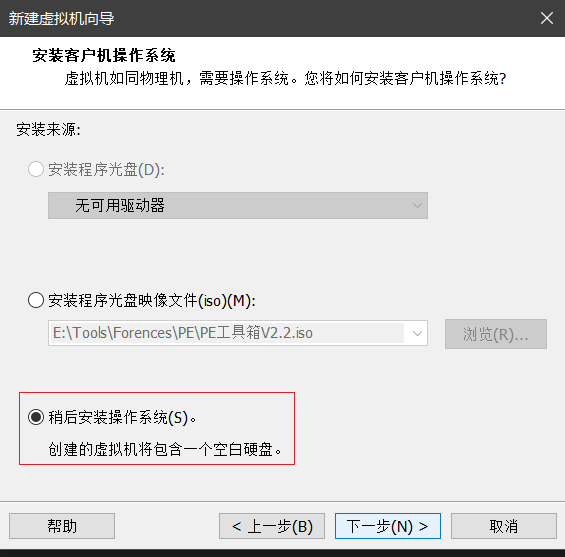 新建虚拟机向导
安装客户机操作系统
虚拟机如同物理机，需要操作系统。您将如何安装客户机操作系统?
安装来源:
安装程序光盘(D):
无可用驱动器
安装程序光盘映像文件(iso)(M):
E:\Tools\Forences\PE\PE工具箱V2.2.iso
浏览(R)...
稍后安装操作系统(S)。
创建的虚拟机将包含一个空白硬盘。
帮助
< 上一步(B)
下一步(N) >
取消